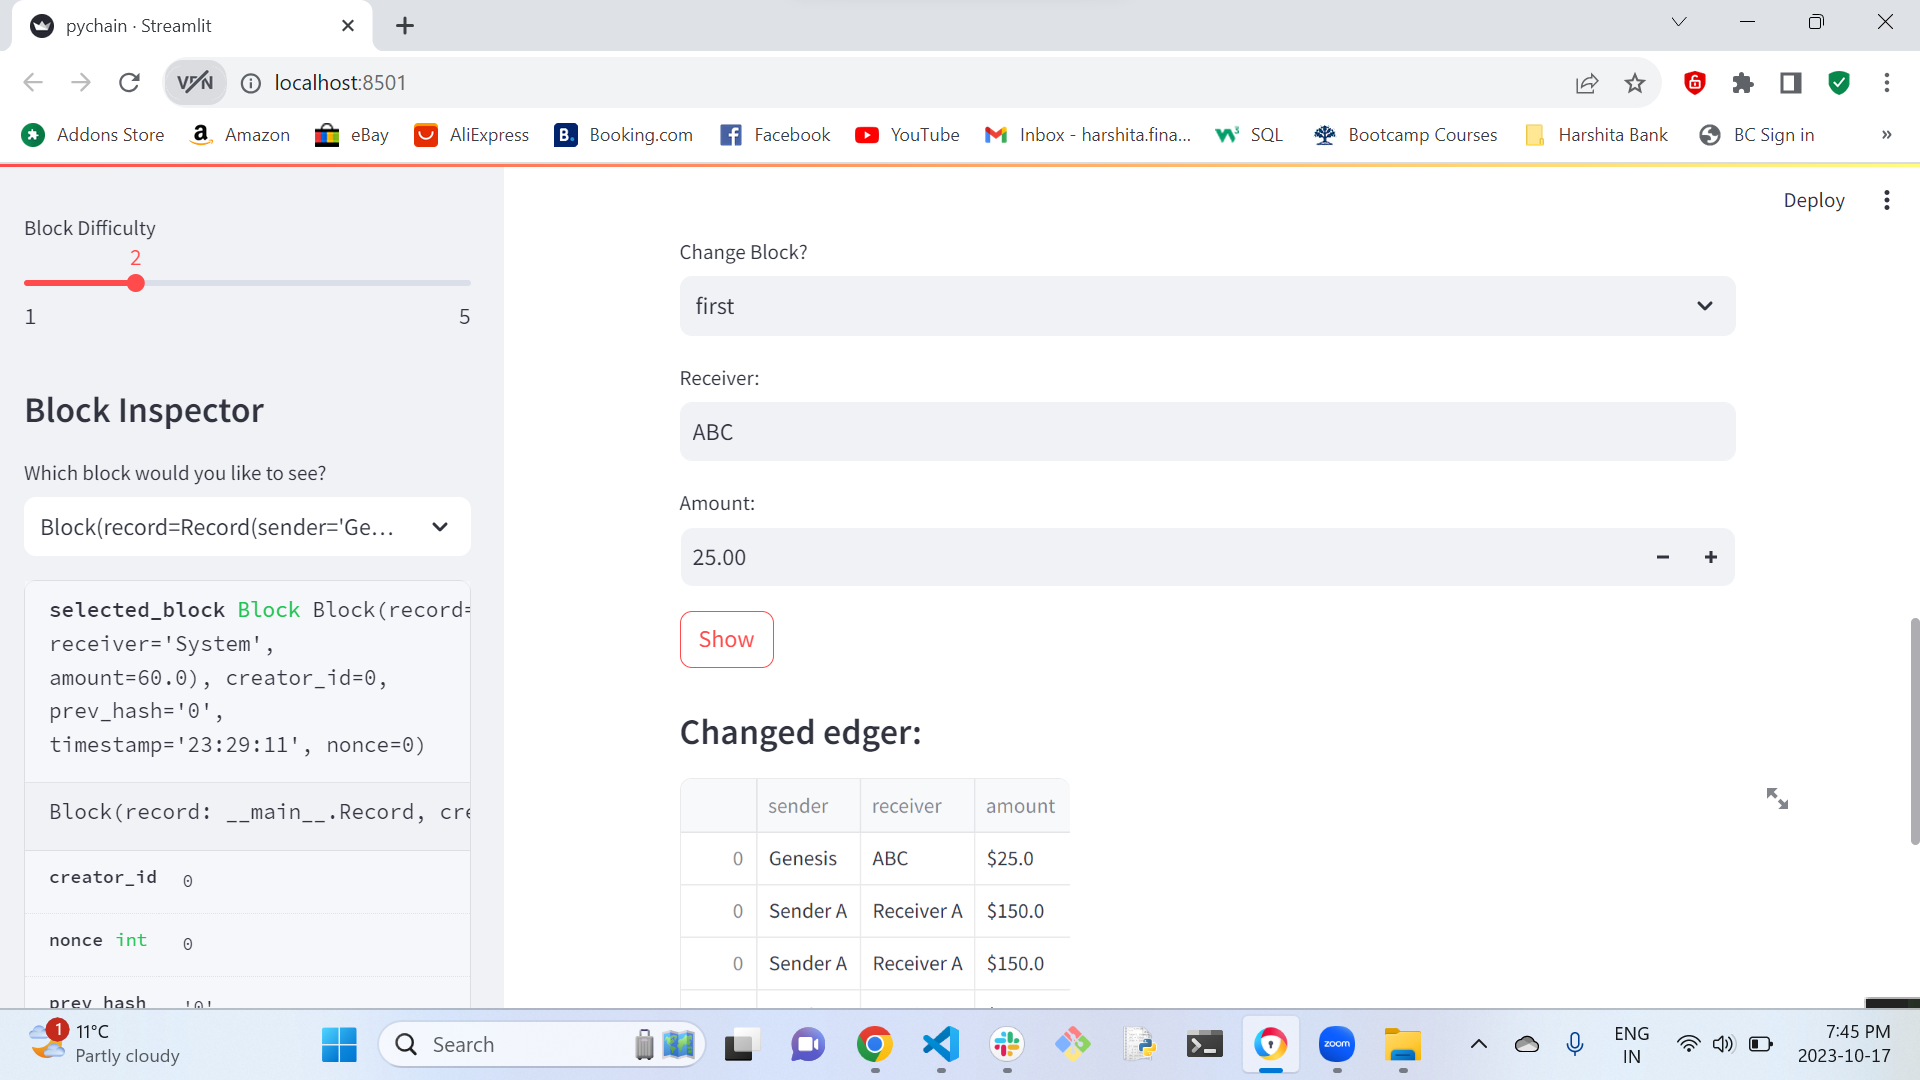 pychain · Streamlit
VPN
localhost:8501
Addons Store
Amazon
eBay
AliExpress
Booking.com
Facebook
YouTube
Inbox - harshita.fina...
SQL
Bootcamp Courses
Harshita Bank
BC Sign in
»
Deploy
Block Difficulty
2
1
5
Block Inspector
Which block would you like to see?
Block(record=Record(sender='Ge...
selected_block Block Block(record=
receiver='System',
amount=60.0), creator_id=0,
prev_hash='0',
timestamp='23:29:11', nonce=0)
Block(record: __main__.Record, cre
creator_id 0
nonce int 0
prev_hash '0'
Change Block?
first
Receiver:
ABC
Amount:
25.00
Show
Changed edger:
sender receiver amount
0 Genesis ABC $25.0
0 Sender A Receiver A $150.0
0 Sender A Receiver A $150.0
1
11°C
Partly cloudy
Search
zoom
ENG
IN
7:45 PM
2023-10-17